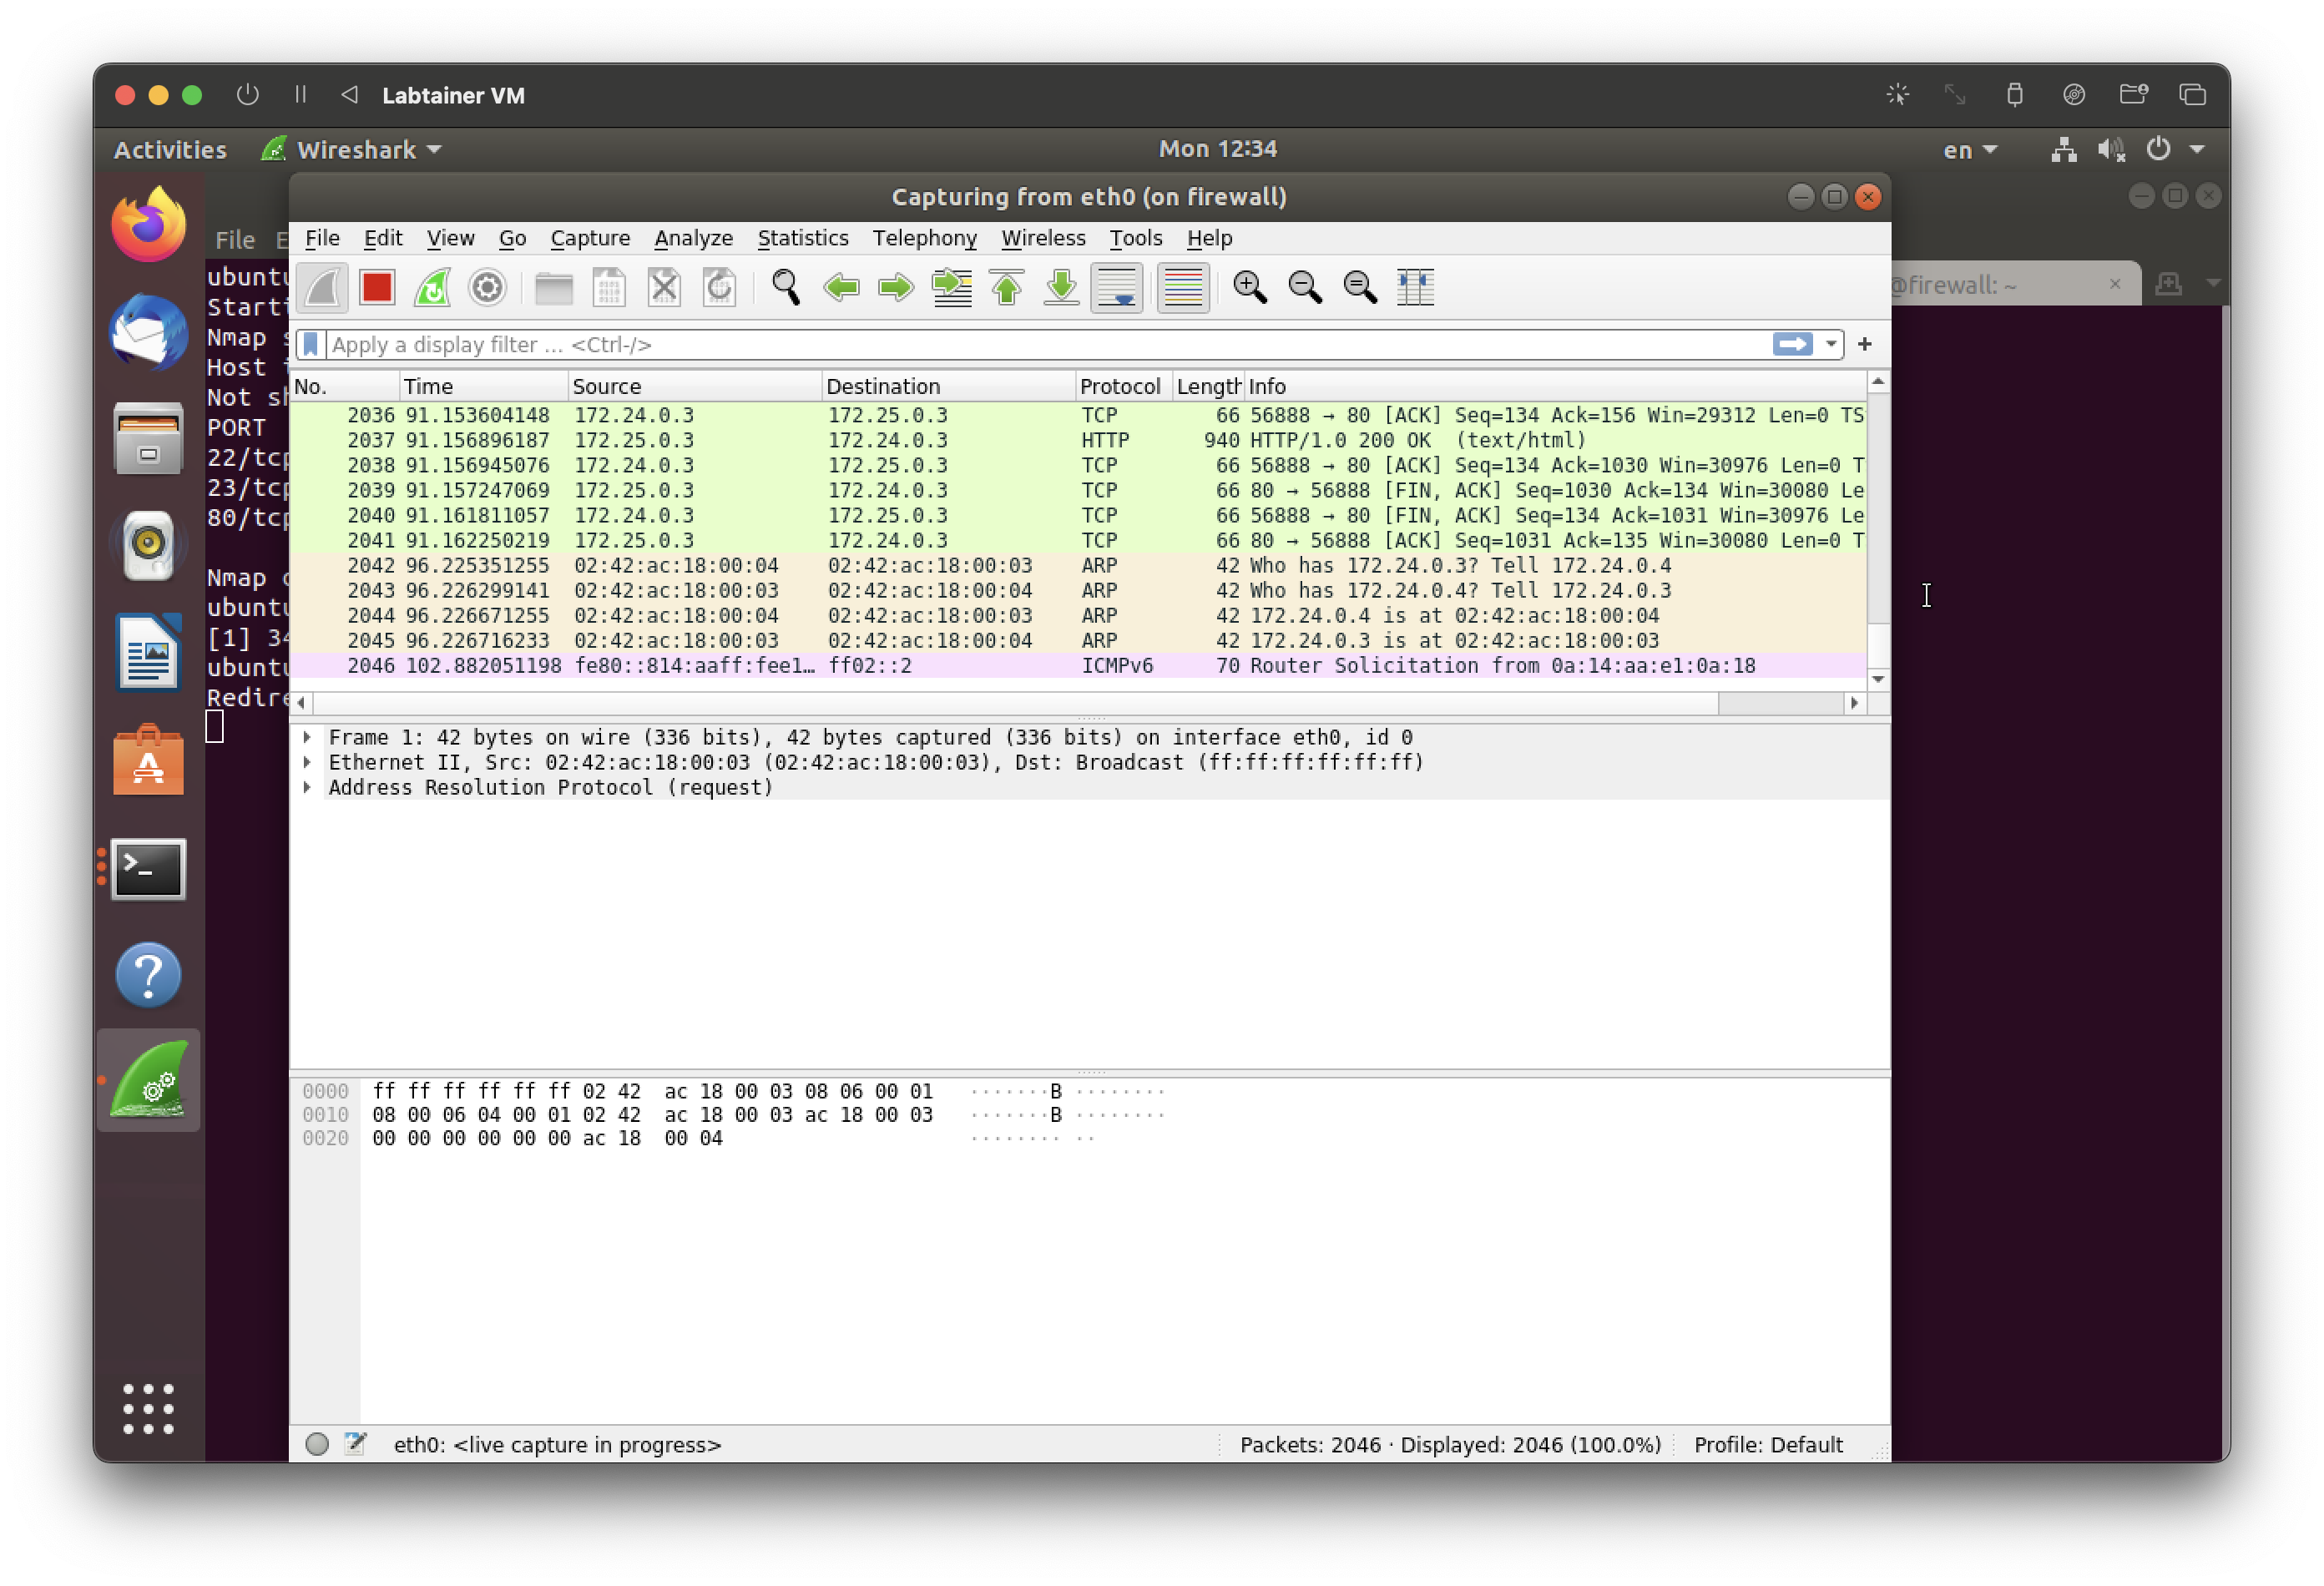 Labtainer VM
Activities Wireshark Mon 12:34 en
Capturing from eth0 (on firewall)
File
File Edit View Go Capture Analyze Statistics Telephony Wireless Tools Help
@firewall: ~
Apply a display filter ... <Ctrl-/>
No. Time Source Destination Protocol Length Info
2036 91.153604148 172.24.0.3 172.25.0.3 TCP 66 56888 → 80 [ACK] Seq=134 Ack=156 Win=29312 Len=0 TS
2037 91.156896187 172.25.0.3 172.24.0.3 HTTP 940 HTTP/1.0 200 OK (text/html)
2038 91.156945076 172.24.0.3 172.25.0.3 TCP 66 56888 → 80 [ACK] Seq=134 Ack=1030 Win=30976 Len=0 T
2039 91.157247069 172.25.0.3 172.24.0.3 TCP 66 80 → 56888 [FIN, ACK] Seq=1030 Ack=134 Win=30080 Le
2040 91.161811057 172.24.0.3 172.25.0.3 TCP 66 56888 → 80 [FIN, ACK] Seq=134 Ack=1031 Win=30976 Le
2041 91.162250219 172.25.0.3 172.24.0.3 TCP 66 80 → 56888 [ACK] Seq=1031 Ack=135 Win=30080 Len=0 T
2042 96.225351255 02:42:ac:18:00:04 02:42:ac:18:00:03 ARP 42 Who has 172.24.0.3? Tell 172.24.0.4
2043 96.226299141 02:42:ac:18:00:03 02:42:ac:18:00:04 ARP 42 Who has 172.24.0.4? Tell 172.24.0.3
2044 96.226671255 02:42:ac:18:00:04 02:42:ac:18:00:03 ARP 42 172.24.0.4 is at 02:42:ac:18:00:04
2045 96.226716233 02:42:ac:18:00:03 02:42:ac:18:00:04 ARP 42 172.24.0.3 is at 02:42:ac:18:00:03
2046 102.882051198 fe80::814:aaff:fee1… ff02::2 ICMPv6 70 Router Solicitation from 0a:14:aa:e1:0a:18
Frame 1: 42 bytes on wire (336 bits), 42 bytes captured (336 bits) on interface eth0, id 0
Ethernet II, Src: 02:42:ac:18:00:03 (02:42:ac:18:00:03), Dst: Broadcast (ff:ff:ff:ff:ff:ff)
Address Resolution Protocol (request)
0000 ff ff ff ff ff ff 02 42 ac 18 00 03 08 06 00 01 ·······B ········
0010 08 00 06 04 00 01 02 42 ac 18 00 03 ac 18 00 03 ·······B ········
0020 00 00 00 00 00 00 ac 18 00 04 ········ ··
eth0: <live capture in progress> Packets: 2046 · Displayed: 2046 (100.0%) Profile: Default
ubuntu
Starti
Nmap s
Host
Not sh
PORT
22/tcp
23/tcp
80/tcp
Nmap
ubuntu
[1] 34
ubuntu
Redire